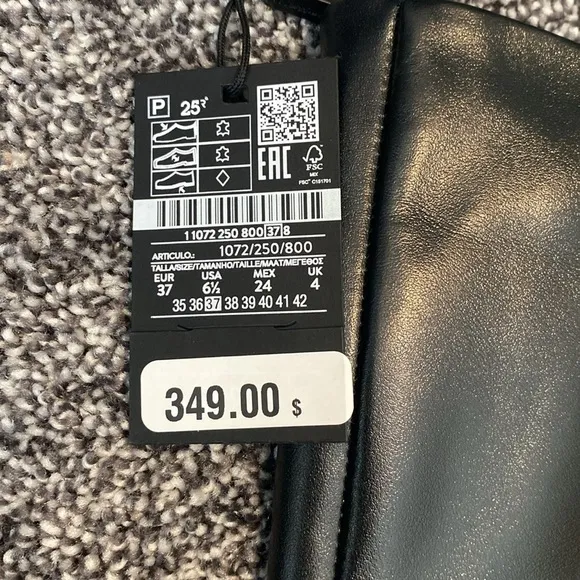 P 25
EAC FSC
MIX
FSC® C101701
11072 250 800 37 8
ARTICULO.: 1072/250/800
TALLA/SIZE/TAMANHO/TAILLE/MAAT/ΜΕΓΕΘΟΣ
EUR USA MEX UK
37 6½ 24 4
35 36 37 38 39 40 41 42
349.00 $